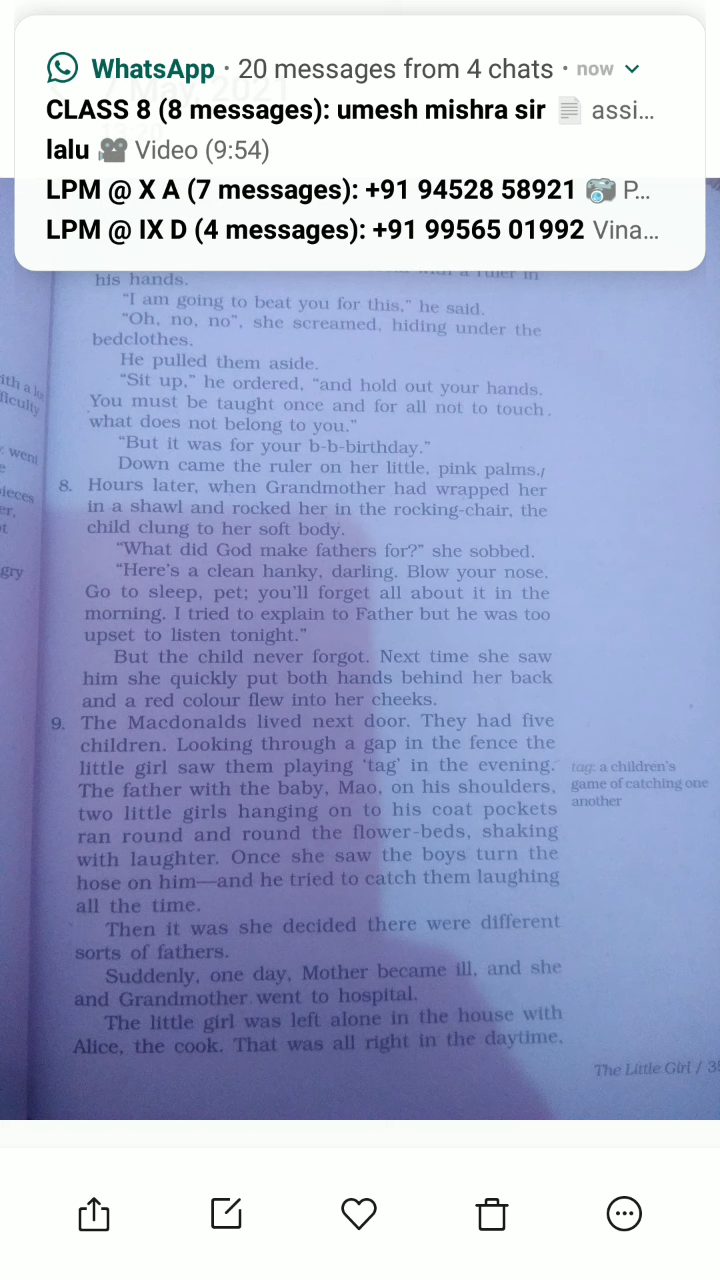 WhatsApp · 20 messages from 4 chats · now
CLASS 8 (8 messages): umesh mishra sir assi...
lalu Video (9:54)
LPM @ X A (7 messages): +91 94528 58921 P...
LPM @ IX D (4 messages): +91 99565 01992 Vina...
a ruler in
his hands.
"I am going to beat you for this," he said.
"Oh, no, no", she screamed, hiding under the
bedclothes.
He pulled them aside.
"Sit up," he ordered, "and hold out your hands.
You must be taught once and for all not to touch
what does not belong to you."
"But it was for your b-b-birthday."
Down came the ruler on her little, pink palms.
8. Hours later, when Grandmother had wrapped her
in a shawl and rocked her in the rocking-chair, the
child clung to her soft body.
"What did God make fathers for?" she sobbed.
"Here's a clean hanky, darling. Blow your nose.
Go to sleep, pet; you'll forget all about it in the
morning. I tried to explain to Father but he was too
upset to listen tonight."
But the child never forgot. Next time she saw
him she quickly put both hands behind her back
and a red colour flew into her cheeks.
9. The Macdonalds lived next door. They had five
children. Looking through a gap in the fence the
little girl saw them playing 'tag' in the evening.
The father with the baby, Mao, on his shoulders,
two little girls hanging on to his coat pockets
ran round and round the flower-beds, shaking
with laughter. Once she saw the boys turn the
hose on him—and he tried to catch them laughing
all the time.
Then it was she decided there were different
sorts of fathers.
Suddenly, one day, Mother became ill, and she
and Grandmother went to hospital.
The little girl was left alone in the house with
Alice, the cook. That was all right in the daytime,
tag: a children's
game of catching one
another
The Little Girl / 3
ith a
ficulty
went
e
ieces
er,
t
gry